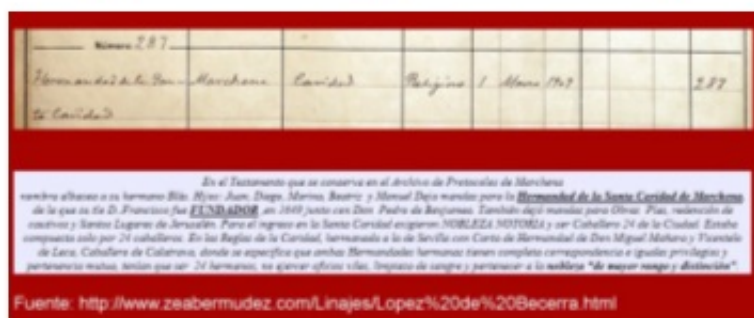 Número 287
Hermandad de la San- Marchena Caridad Religioso 1 1909 287
ta Caridad
En el Testamento que se conserva en el Archivo de Protocolos de Marchena
nombra albaceas a su hermano Blas. Hijos: Juan, Diego, Marina, Beatriz y Manuel Deja mandas para la Hermandad de la Santa Caridad de Marchena,
de la que su tío D. Francisco fue FUNDADOR en 1649 junto con Don Pedro de Benjumea. También dejó mandas para Obras Pías, redención de
cautivos y Santos Lugares de Jerusalén. Para el ingreso en la Santa Caridad exigieron NOBLEZA NOTORIA y ser Caballero 24 de la Ciudad. Estaba
compuesta solo por 24 caballeros. En las Reglas de la Caridad, hermanada a la de Sevilla con Carta de Hermandad de Don Miguel Mañara y Vicentelo
de Leca, Caballero de Calatrava, donde se especifica que ambas Hermandades hermanas tienen completa correspondencia e iguales privilegios y
pertenencia mutua, tenían que ser 24 hermanos, no ejercer oficios viles, limpieza de sangre y pertenecer a la nobleza "de mayor rango y distinción".
Fuente: http://www.zeabermudez.com/Linajes/Lopez%20de%20Becerra.html